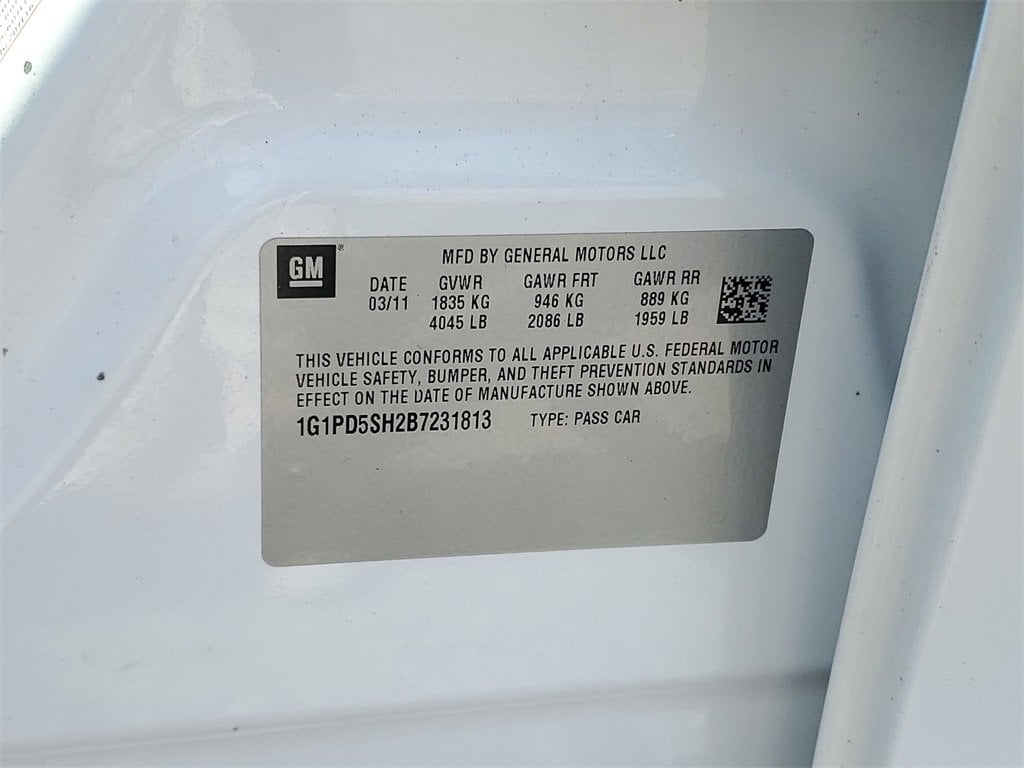 GM ®
MFD BY GENERAL MOTORS LLC
DATE GVWR GAWR FRT GAWR RR
03/11 1835 KG 946 KG 889 KG
4045 LB 2086 LB 1959 LB
THIS VEHICLE CONFORMS TO ALL APPLICABLE U.S. FEDERAL MOTOR
VEHICLE SAFETY, BUMPER, AND THEFT PREVENTION STANDARDS IN
EFFECT ON THE DATE OF MANUFACTURE SHOWN ABOVE.
1G1PD5SH2B7231813 TYPE: PASS CAR